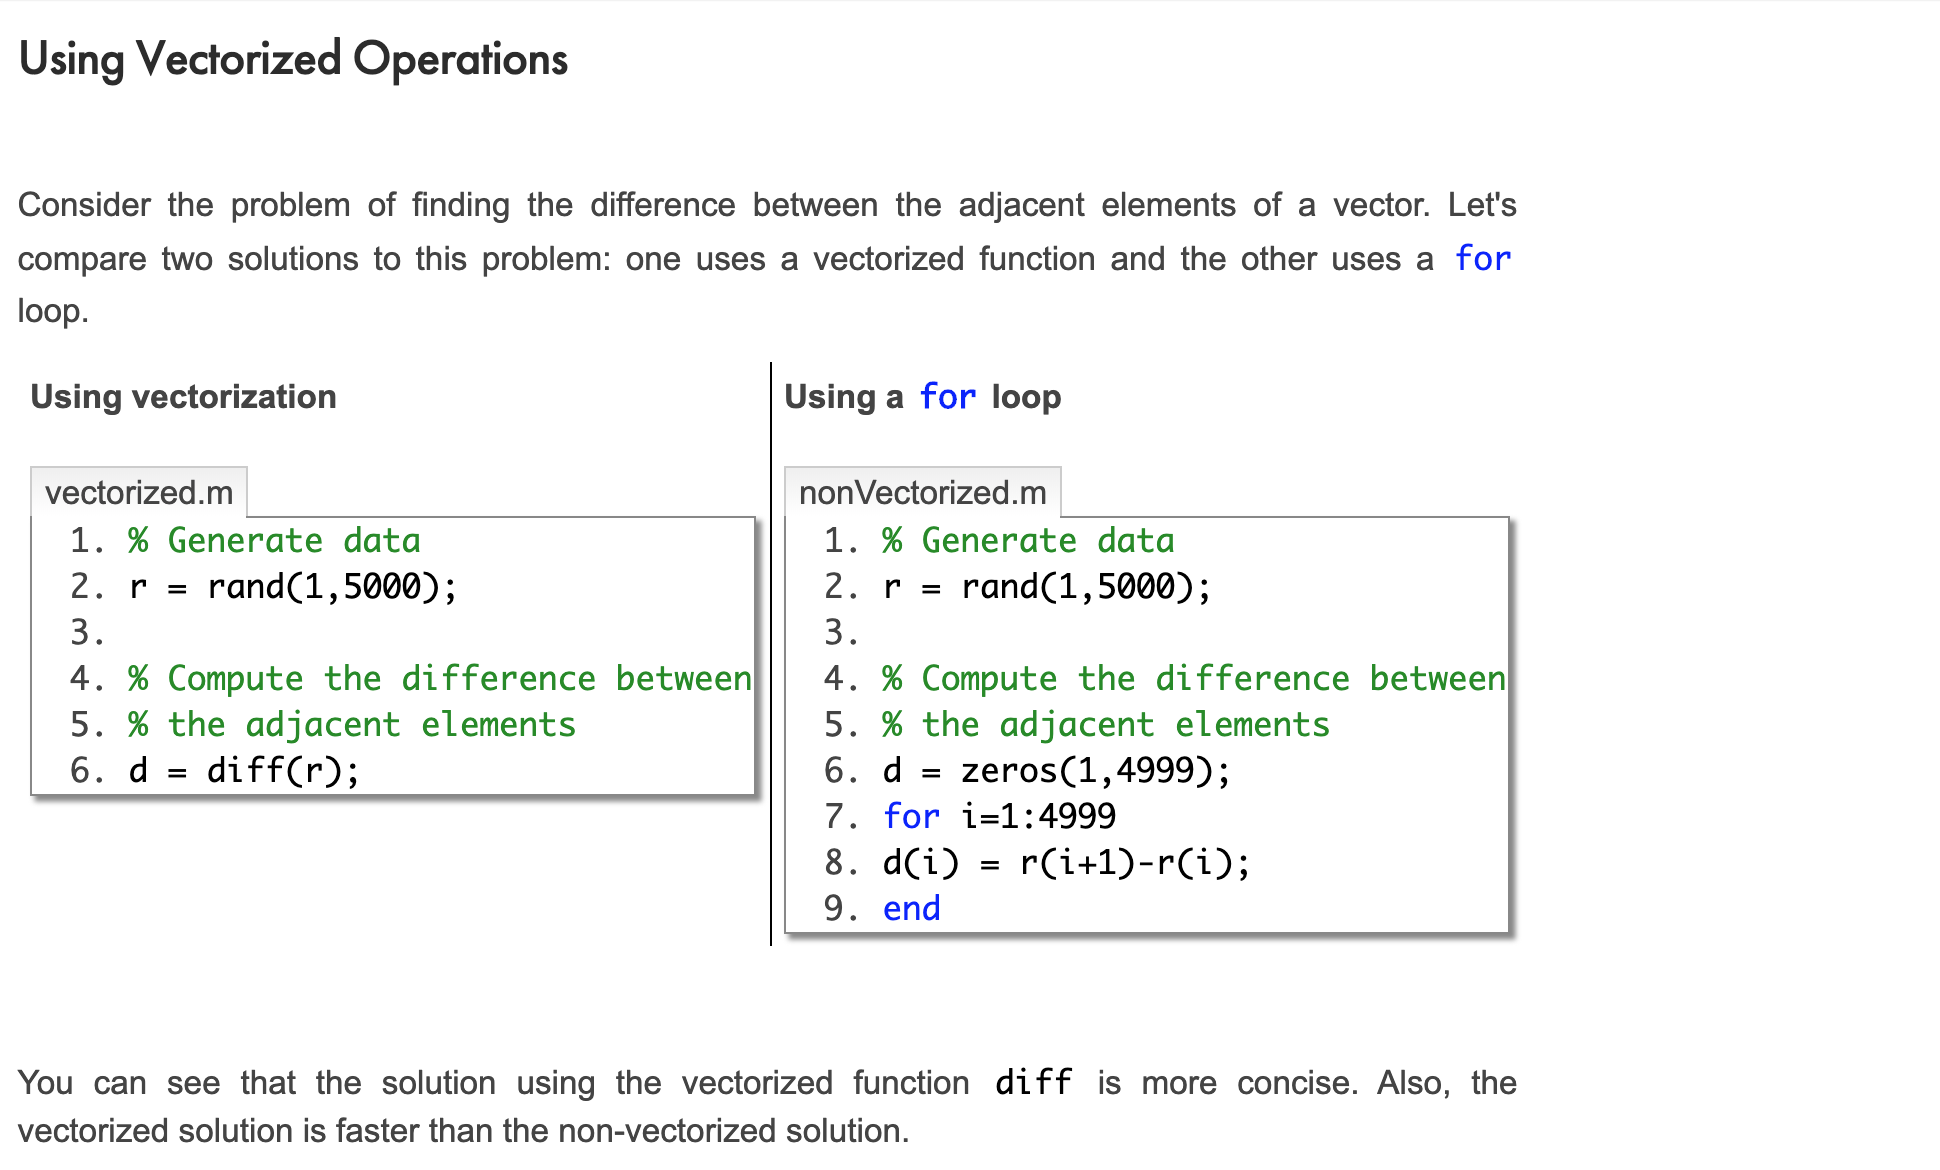 Using Vectorized Operations
Consider the problem of finding the difference between the adjacent elements of a vector. Let's
compare two solutions to this problem: one uses a vectorized function and the other uses a for
loop.
Using vectorization
vectorized.m
1. % Generate data
2. r = rand(1,5000);
3.
4. % Compute the difference between
5. % the adjacent elements
6. d = diff(r);
Using a for loop
nonVectorized.m
1. % Generate data
2. r = rand(1,5000);
3.
4. % Compute the difference between
5. % the adjacent elements
6. d = zeros(1,4999);
7. for i=1:4999
8. d(i) = r(i+1)-r(i);
9. end
You can see that the solution using the vectorized function diff is more concise. Also, the
vectorized solution is faster than the non-vectorized solution.